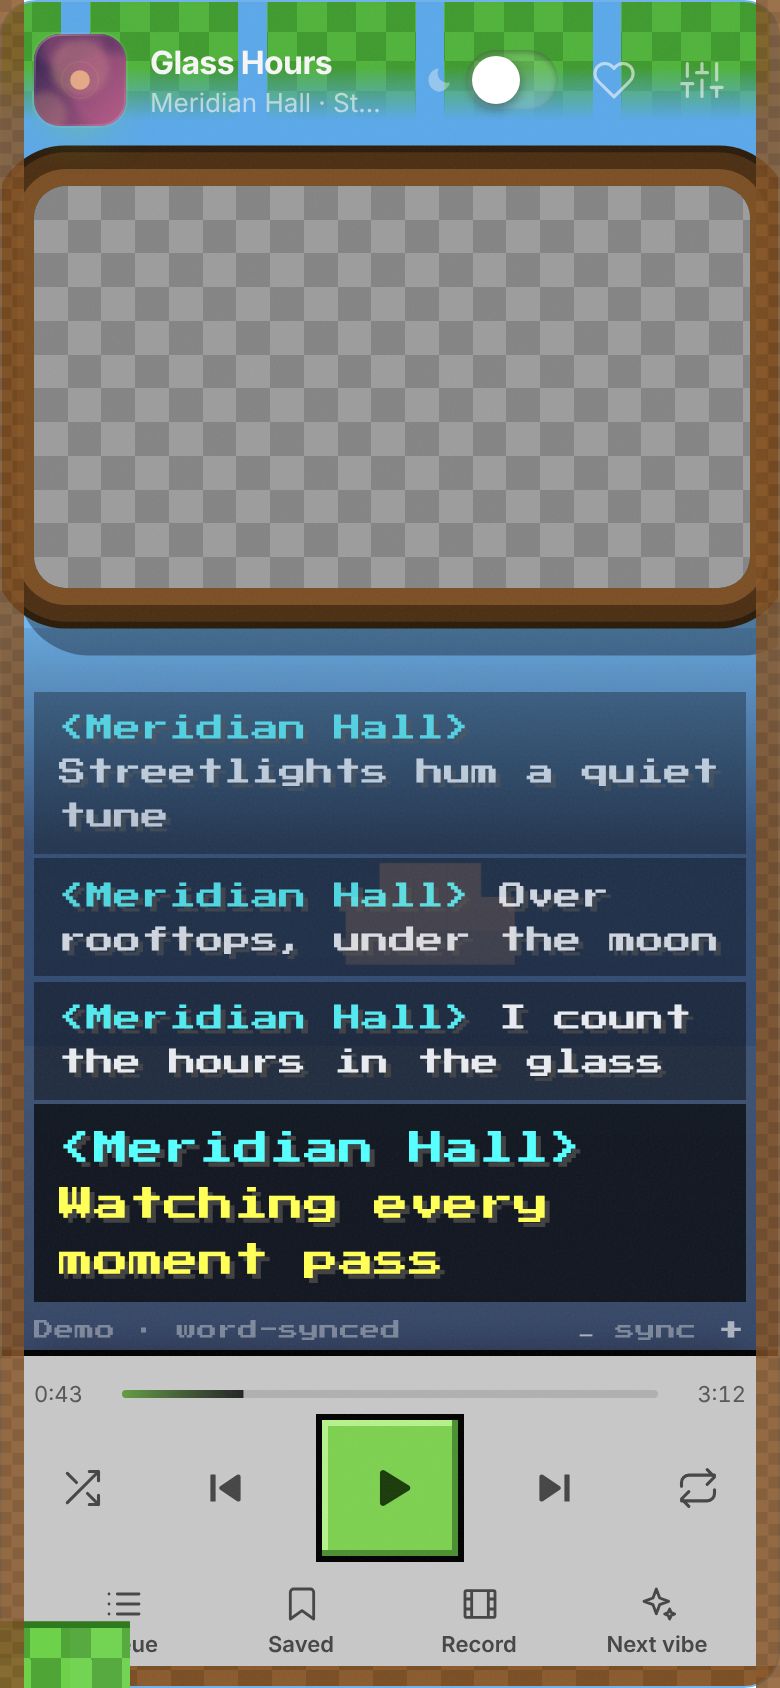 Glass Hours
Meridian Hall · St...
<Meridian Hall>
Streetlights hum a quiet
tune
<Meridian Hall> Over
rooftops, under the moon
<Meridian Hall> I count
the hours in the glass
<Meridian Hall>
Watching every
moment pass
Demo · word-synced - sync +
0:43 3:12
ue Saved Record Next vibe